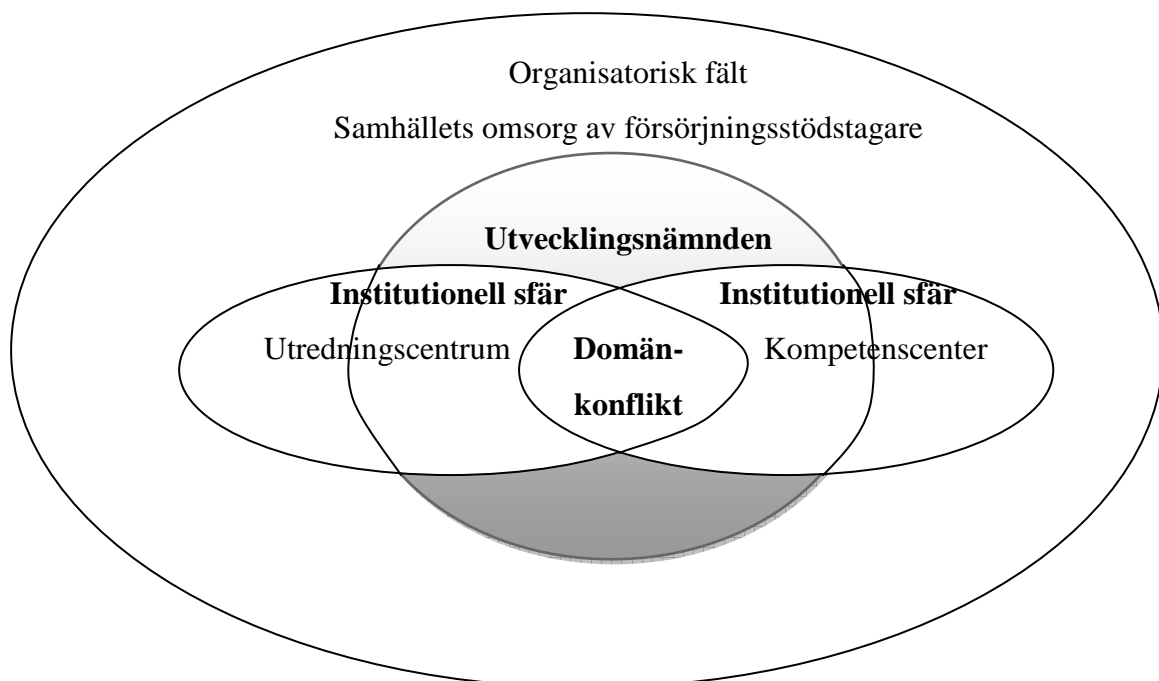 Organisatorisk fält
Samhällets omsorg av försörjningsstödstagare
Utvecklingsnämnden
Institutionell sfär Institutionell sfär
Utredningscentrum Domän- Kompetenscenter
konflikt